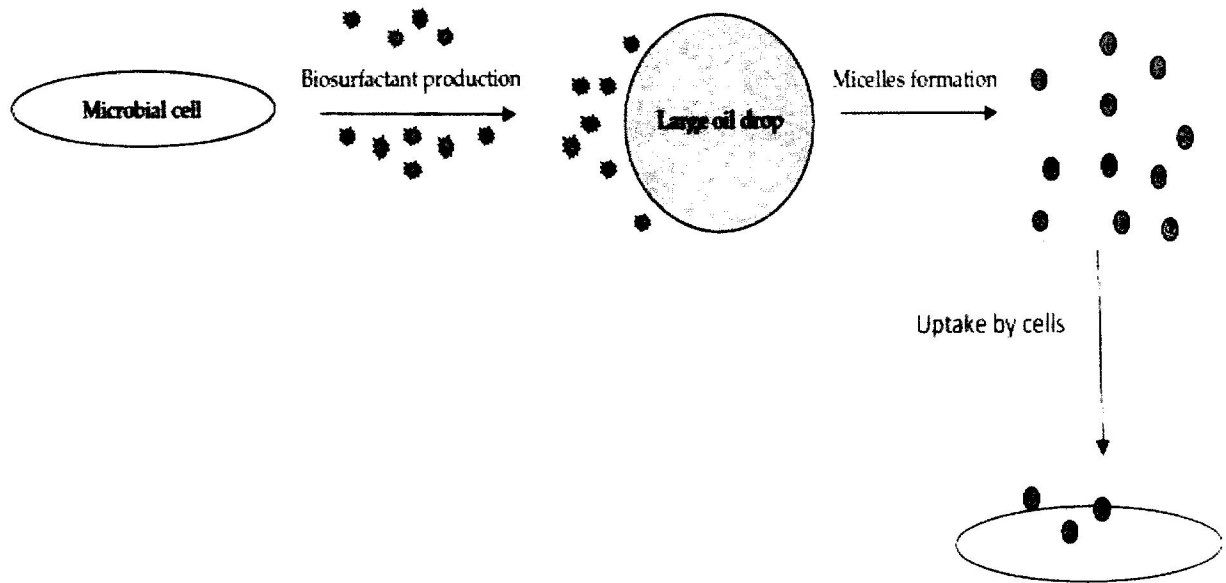 Biosurfactant production
Micelles formation
Microbial cell
Large oil drop
Uptake by cells